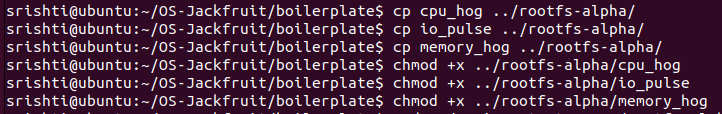 srishti@ubuntu:~/OS-Jackfruit/boilerplate$ cp cpu_hog ../rootfs-alpha/
srishti@ubuntu:~/OS-Jackfruit/boilerplate$ cp io_pulse ../rootfs-alpha/
srishti@ubuntu:~/OS-Jackfruit/boilerplate$ cp memory_hog ../rootfs-alpha/
srishti@ubuntu:~/OS-Jackfruit/boilerplate$ chmod +x ../rootfs-alpha/cpu_hog
srishti@ubuntu:~/OS-Jackfruit/boilerplate$ chmod +x ../rootfs-alpha/io_pulse
srishti@ubuntu:~/OS-Jackfruit/boilerplate$ chmod +x ../rootfs-alpha/memory_hog